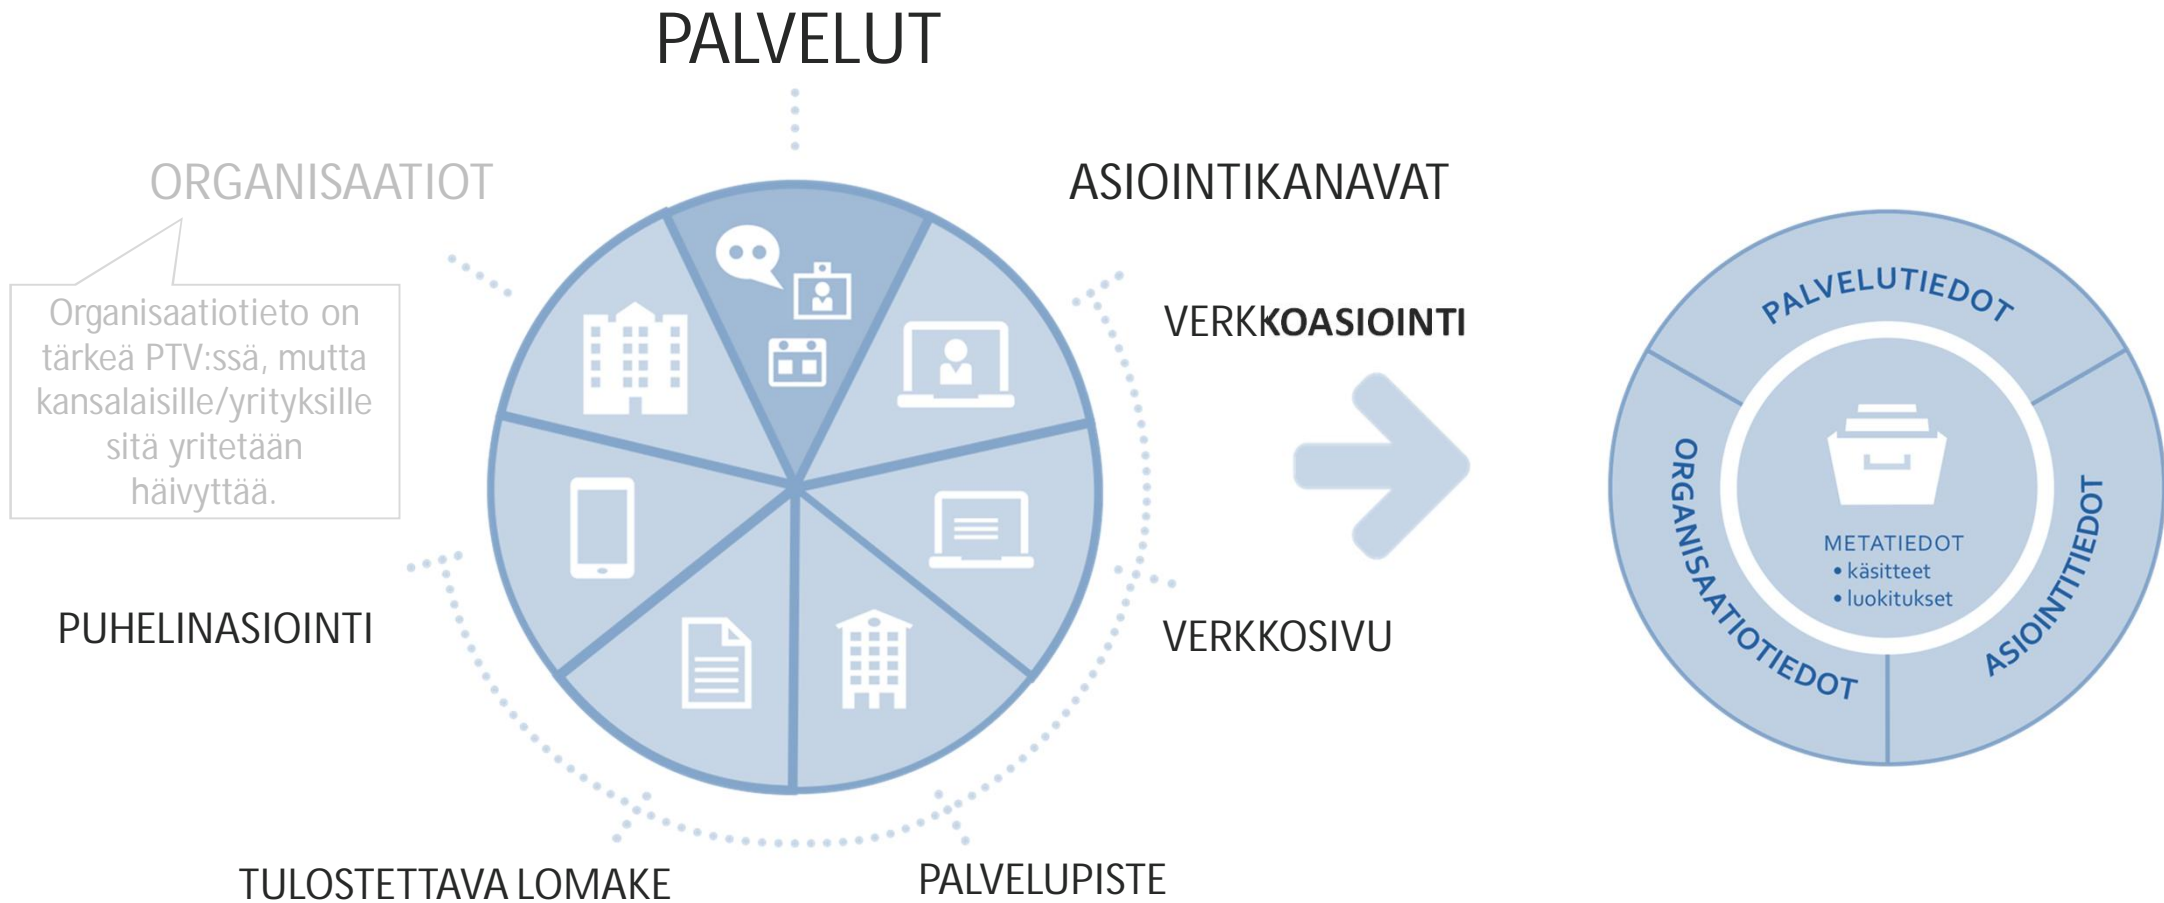 PALVELUT
ORGANISAATIOT
ASIOINTIKANAVAT
Organisaatiotieto on
tärkeä PTV:ssä, mutta
kansalaisille/yrityksille
sitä yritetään
häivyttää.
VERKKOASIOINTI
PUHELINASIOINTI
VERKKOSIVU
TULOSTETTAVA LOMAKE
PALVELUPISTE
PALVELUTIEDOT
ORGANISAATIOTIEDOT
ASIOINTITIEDOT
METATIEDOT
• käsitteet
• luokitukset